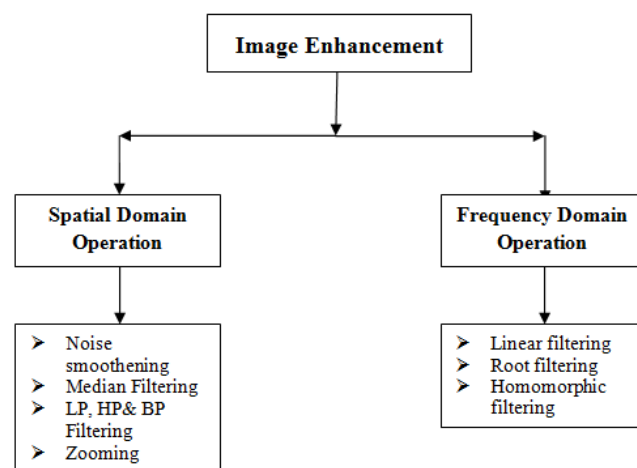 Image Enhancement
Spatial Domain
Operation
Frequency Domain
Operation
➤ Noise
smoothening
➤ Median Filtering
➤ LP, HP& BP
Filtering
➤ Zooming
➤ Linear filtering
➤ Root filtering
➤ Homomorphic
filtering